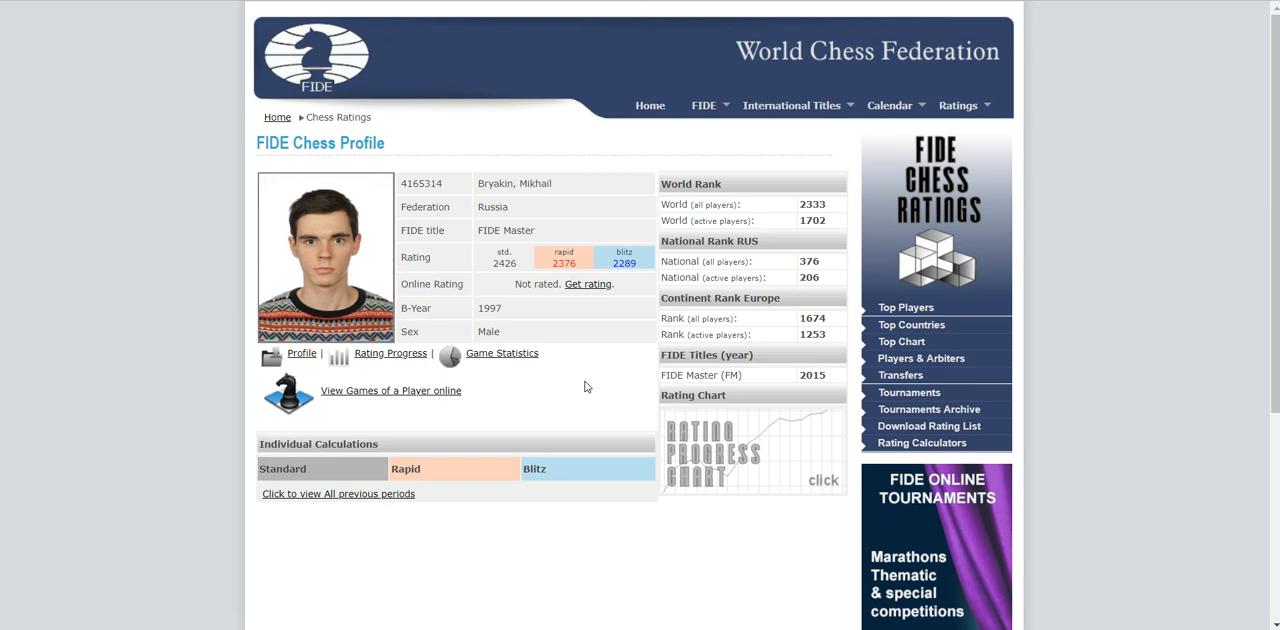 FIDE
World Chess Federation
Home FIDE International Titles Calendar Ratings
Home Chess Ratings
FIDE Chess Profile
4165314 Bryakin, Mikhail
Federation Russia
FIDE title FIDE Master
Rating std. 2426 rapid 2376 blitz 2289
Online Rating Not rated. Get rating.
B-Year 1997
Sex Male
Profile | Rating Progress | Game Statistics
View Games of a Player online
Individual Calculations
Standard Rapid Blitz
Click to view All previous periods
World Rank
World (all players): 2333
World (active players): 1702
National Rank RUS
National (all players): 376
National (active players): 206
Continent Rank Europe
Rank (all players): 1674
Rank (active players): 1253
FIDE Titles (year)
FIDE Master (FM) 2015
Rating Chart
RATING
PROGRESS
CHART click
FIDE
CHESS
RATINGS
Top Players
Top Countries
Top Chart
Players & Arbiters
Transfers
Tournaments
Tournaments Archive
Download Rating List
Rating Calculators
FIDE ONLINE
TOURNAMENTS
Marathons
Thematic
& special
competitions